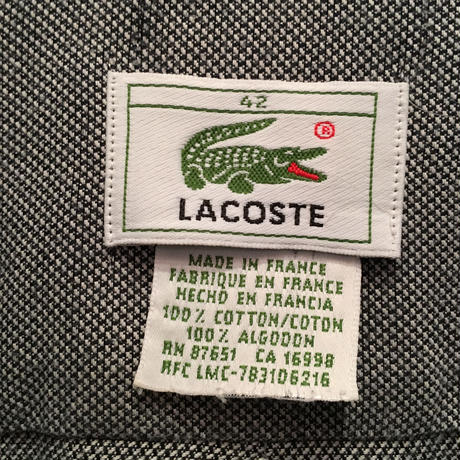 42
®
LACOSTE
MADE IN FRANCE
FABRIQUE EN FRANCE
HECHO EN FRANCIA
100% COTTON/COTON
100% ALGODON
RN 87651 CA 16998
RFC LMC-783106216